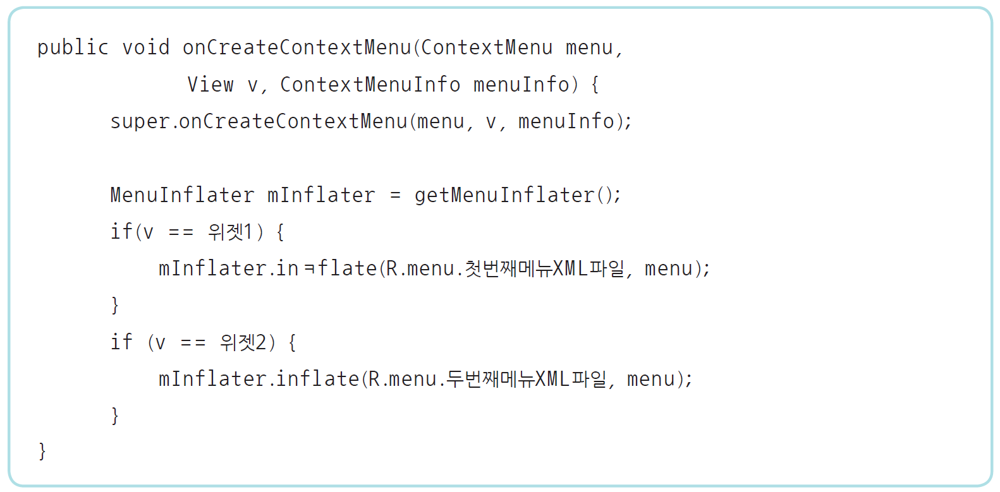 public void onCreateContextMenu(ContextMenu menu,
View v, ContextMenuInfo menuInfo) {
super.onCreateContextMenu(menu, v, menuInfo);
MenuInflater mInflater = getMenuInflater();
if(v == 위젯1) {
mInflater.inㅋflate(R.menu.첫번째메뉴XML파일, menu);
}
if (v == 위젯2) {
mInflater.inflate(R.menu.두번째메뉴XML파일, menu);
}
}